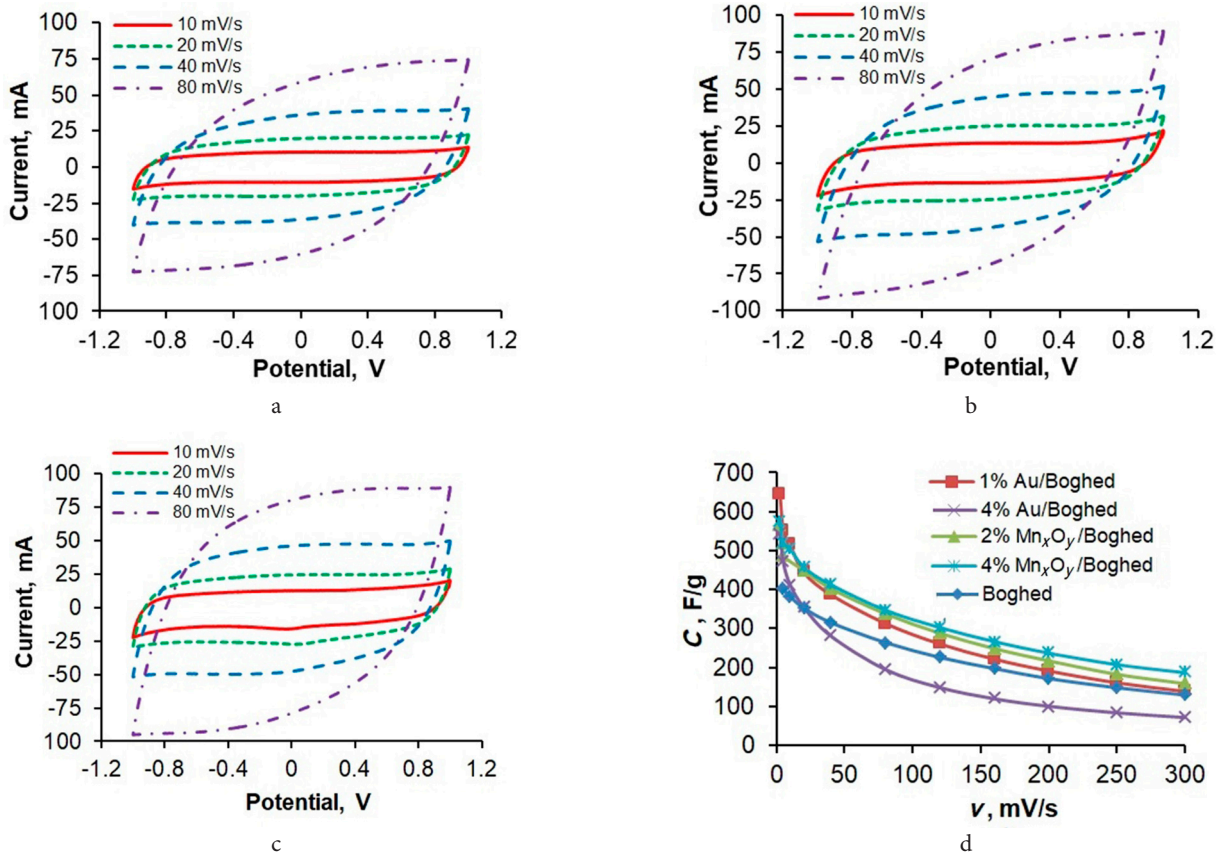 100
75
50
25
0
-25
-50
-75
100
Current, mA
10 mV/s
20 mV/s
40 mV/s
80 mV/s
-1.2 -0.8 -0.4 0 0.4 0.8 1.2
Potential, V
a
100
75
50
25
0
-25
-50
-75
-100
Current, mA
10 mV/s
20 mV/s
40 mV/s
80 mV/s
-1.2 -0.8 -0.4 0 0.4 0.8 1.2
Potential, V
b
100
75
50
25
0
-25
-50
-75
100
Current, mA
10 mV/s
20 mV/s
40 mV/s
80 mV/s
-1.2 -0.8 -0.4 0 0.4 0.8 1.2
Potential, V
c
700
600
500
400
300
200
100
0
C, F/g
1% Au/Boghed
4% Au/Boghed
2% MnxOy/Boghed
4% MnxOy/Boghed
Boghed
0 50 100 150 200 250 300
v, mV/s
d